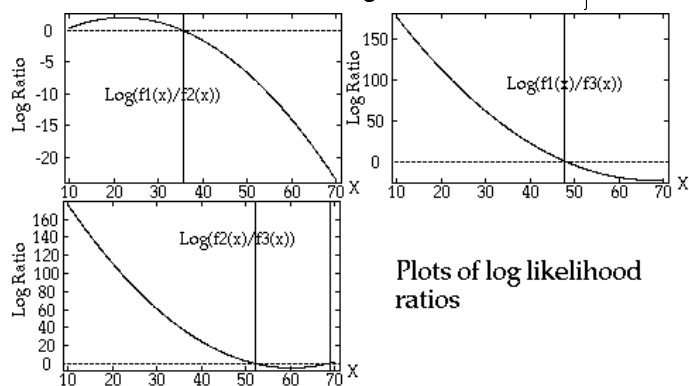 0
-5
-10
-15
-20
Log Ratio
Log(f1(x)/f2(x))
10 20 30 40 50 60 70 X
150
100
50
0
Log Ratio
Log(f1(x)/f3(x))
10 20 30 40 50 60 70 X
160
140
120
100
80
60
40
20
0
Log Ratio
Log(f2(x)/f3(x))
10 20 30 40 50 60 70 X
Plots of log likelihood
ratios